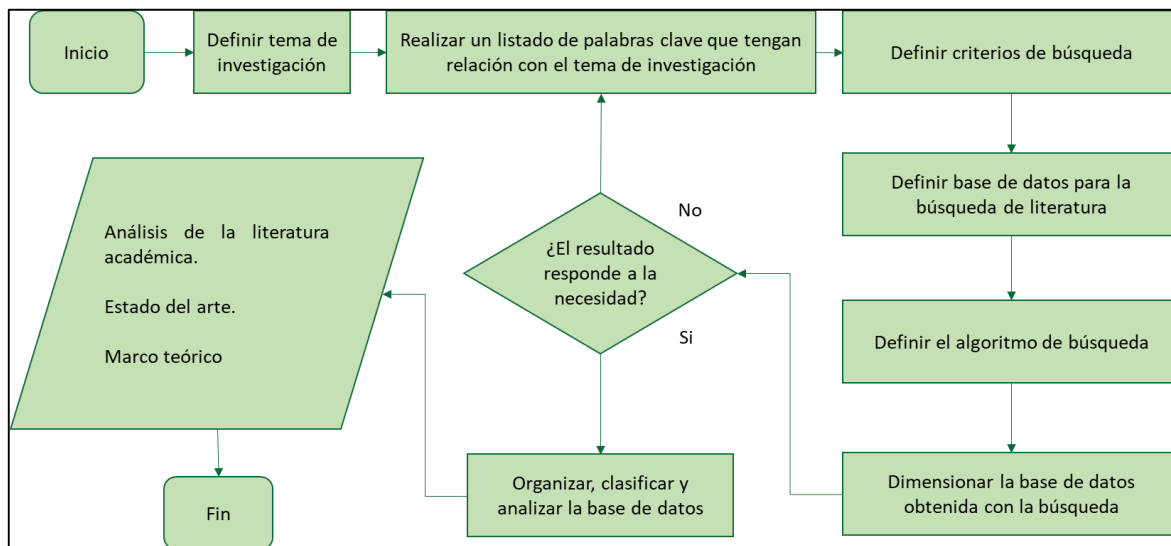 Inicio
Definir tema de
investigación
Realizar un listado de palabras clave que tengan
relación con el tema de investigación
Definir criterios de búsqueda
Definir base de datos para la
búsqueda de literatura
Definir el algoritmo de búsqueda
Dimensionar la base de datos
obtenida con la búsqueda
No
¿El resultado
responde a la
necesidad?
Si
Organizar, clasificar y
analizar la base de datos
Análisis de la literatura
académica.
Estado del arte.
Marco teórico
Fin